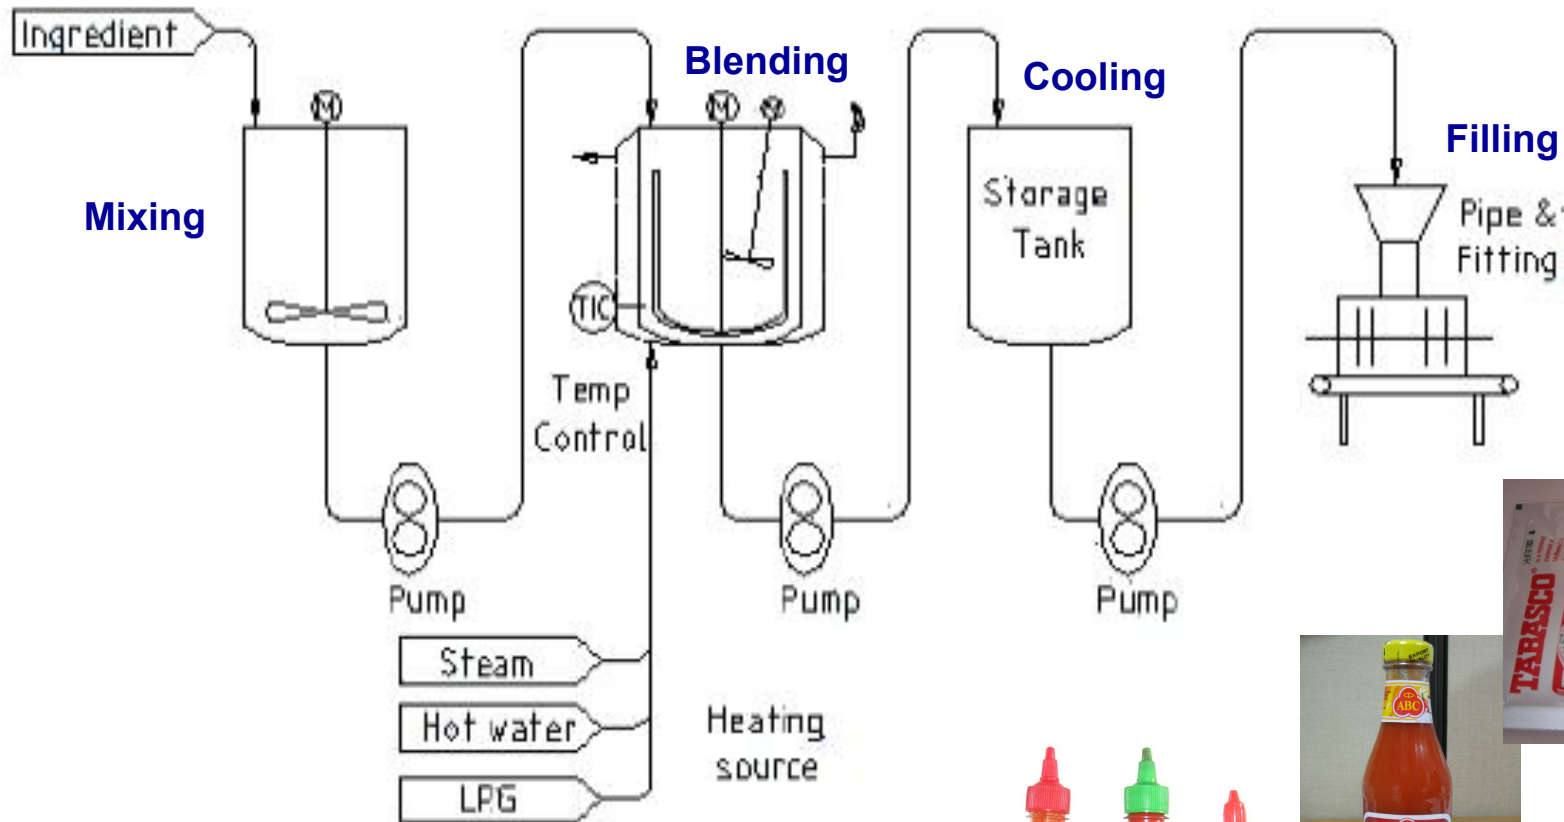 Ingredient
Mixing
M
Blending
M
M
TIC
Temp
Control
Cooling
Storage
Tank
Filling
Pipe &
Fitting
Pump
Pump
Pump
Steam
Hot water
LPG
Heating
source
TABASCO®
EXPORT
ABC